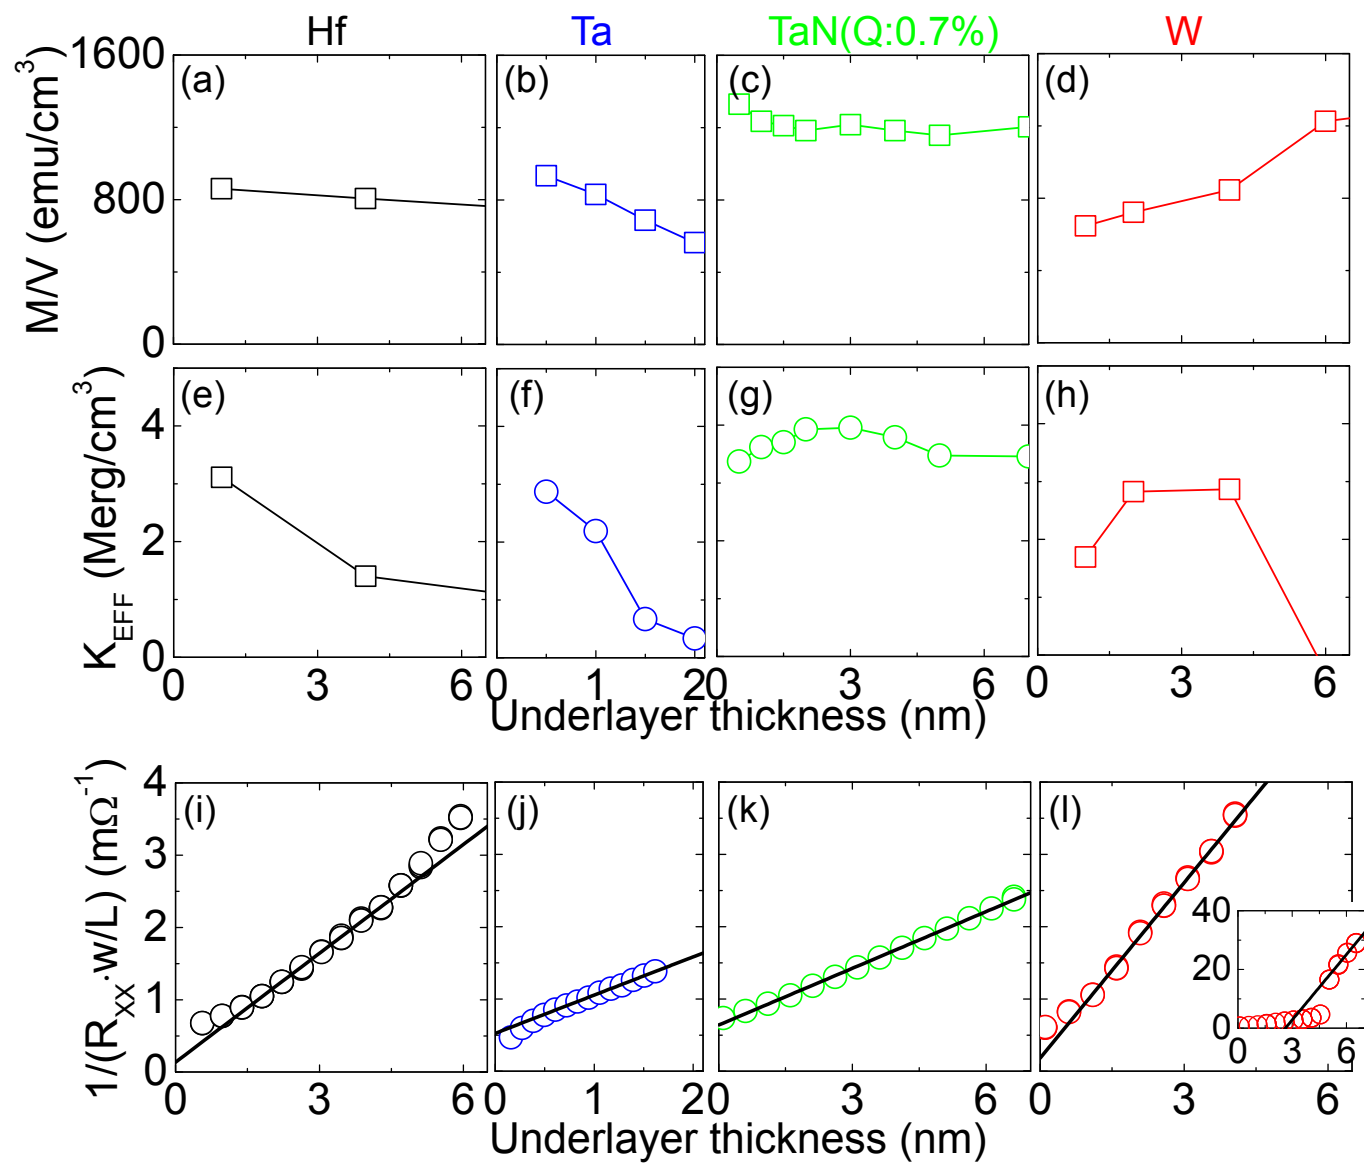 Hf Ta TaN(Q:0.7%) W
1600 (a) (b) (c) (d)
M/V (emu/cm³)
800
0
(e) (f) (g) (h)
K_EFF (Merg/cm³)
4
2
0
0 3 6 0 1 2 0 3 6 0 3 6
Underlayer thickness (nm)
4 (i) (j) (k) (l)
1/(R_XX·w/L) (mΩ⁻¹)
3
2
1
0
40
20
0
0 3 6
0 3 6 0 1 2 0 3 6 0 3 6
Underlayer thickness (nm)